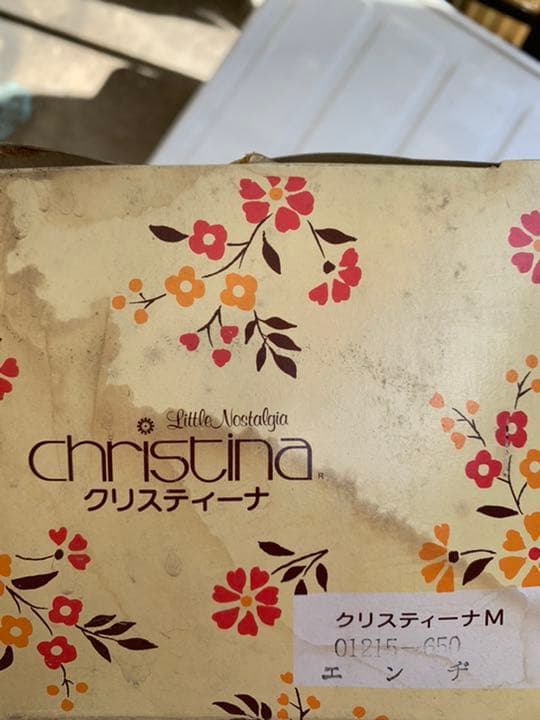 Little Nostalgia
christina®
クリスティーナ
クリスティーナM
01215-650
エンヂ